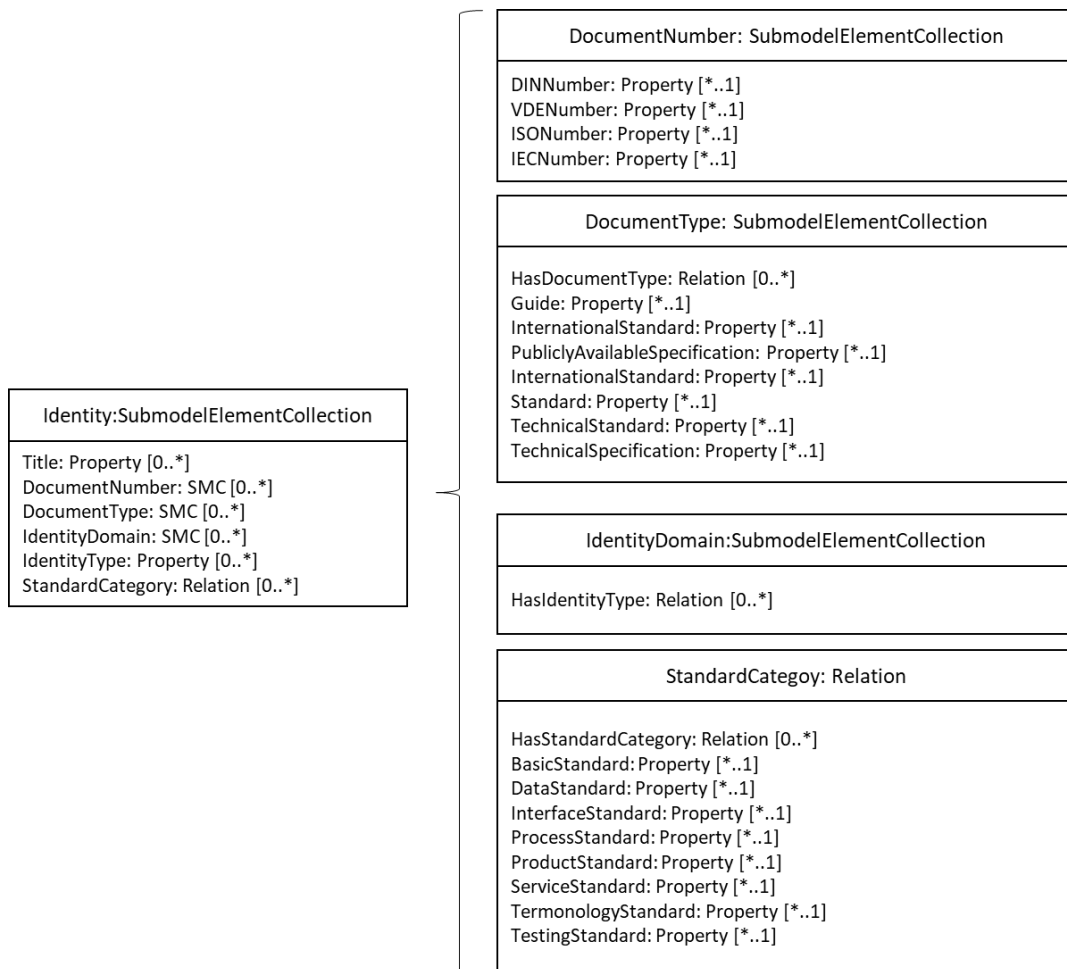 Identity:SubmodelElementCollection
Title: Property [0..*]
DocumentNumber: SMC [0..*]
DocumentType: SMC [0..*]
IdentityDomain: SMC [0..*]
IdentityType: Property [0..*]
StandardCategory: Relation [0..*]
DocumentNumber: SubmodelElementCollection
DINNumber: Property [*..1]
VDENumber: Property [*..1]
ISONumber: Property [*..1]
IECNumber: Property [*..1]
DocumentType: SubmodelElementCollection
HasDocumentType: Relation [0..*]
Guide: Property [*..1]
InternationalStandard: Property [*..1]
PubliclyAvailableSpecification: Property [*..1]
InternationalStandard: Property [*..1]
Standard: Property [*..1]
TechnicalStandard: Property [*..1]
TechnicalSpecification: Property [*..1]
IdentityDomain:SubmodelElementCollection
HasIdentityType: Relation [0..*]
StandardCategoy: Relation
HasStandardCategory: Relation [0..*]
BasicStandard: Property [*..1]
DataStandard: Property [*..1]
InterfaceStandard: Property [*..1]
ProcessStandard: Property [*..1]
ProductStandard: Property [*..1]
ServiceStandard: Property [*..1]
TermonologyStandard: Property [*..1]
TestingStandard: Property [*..1]